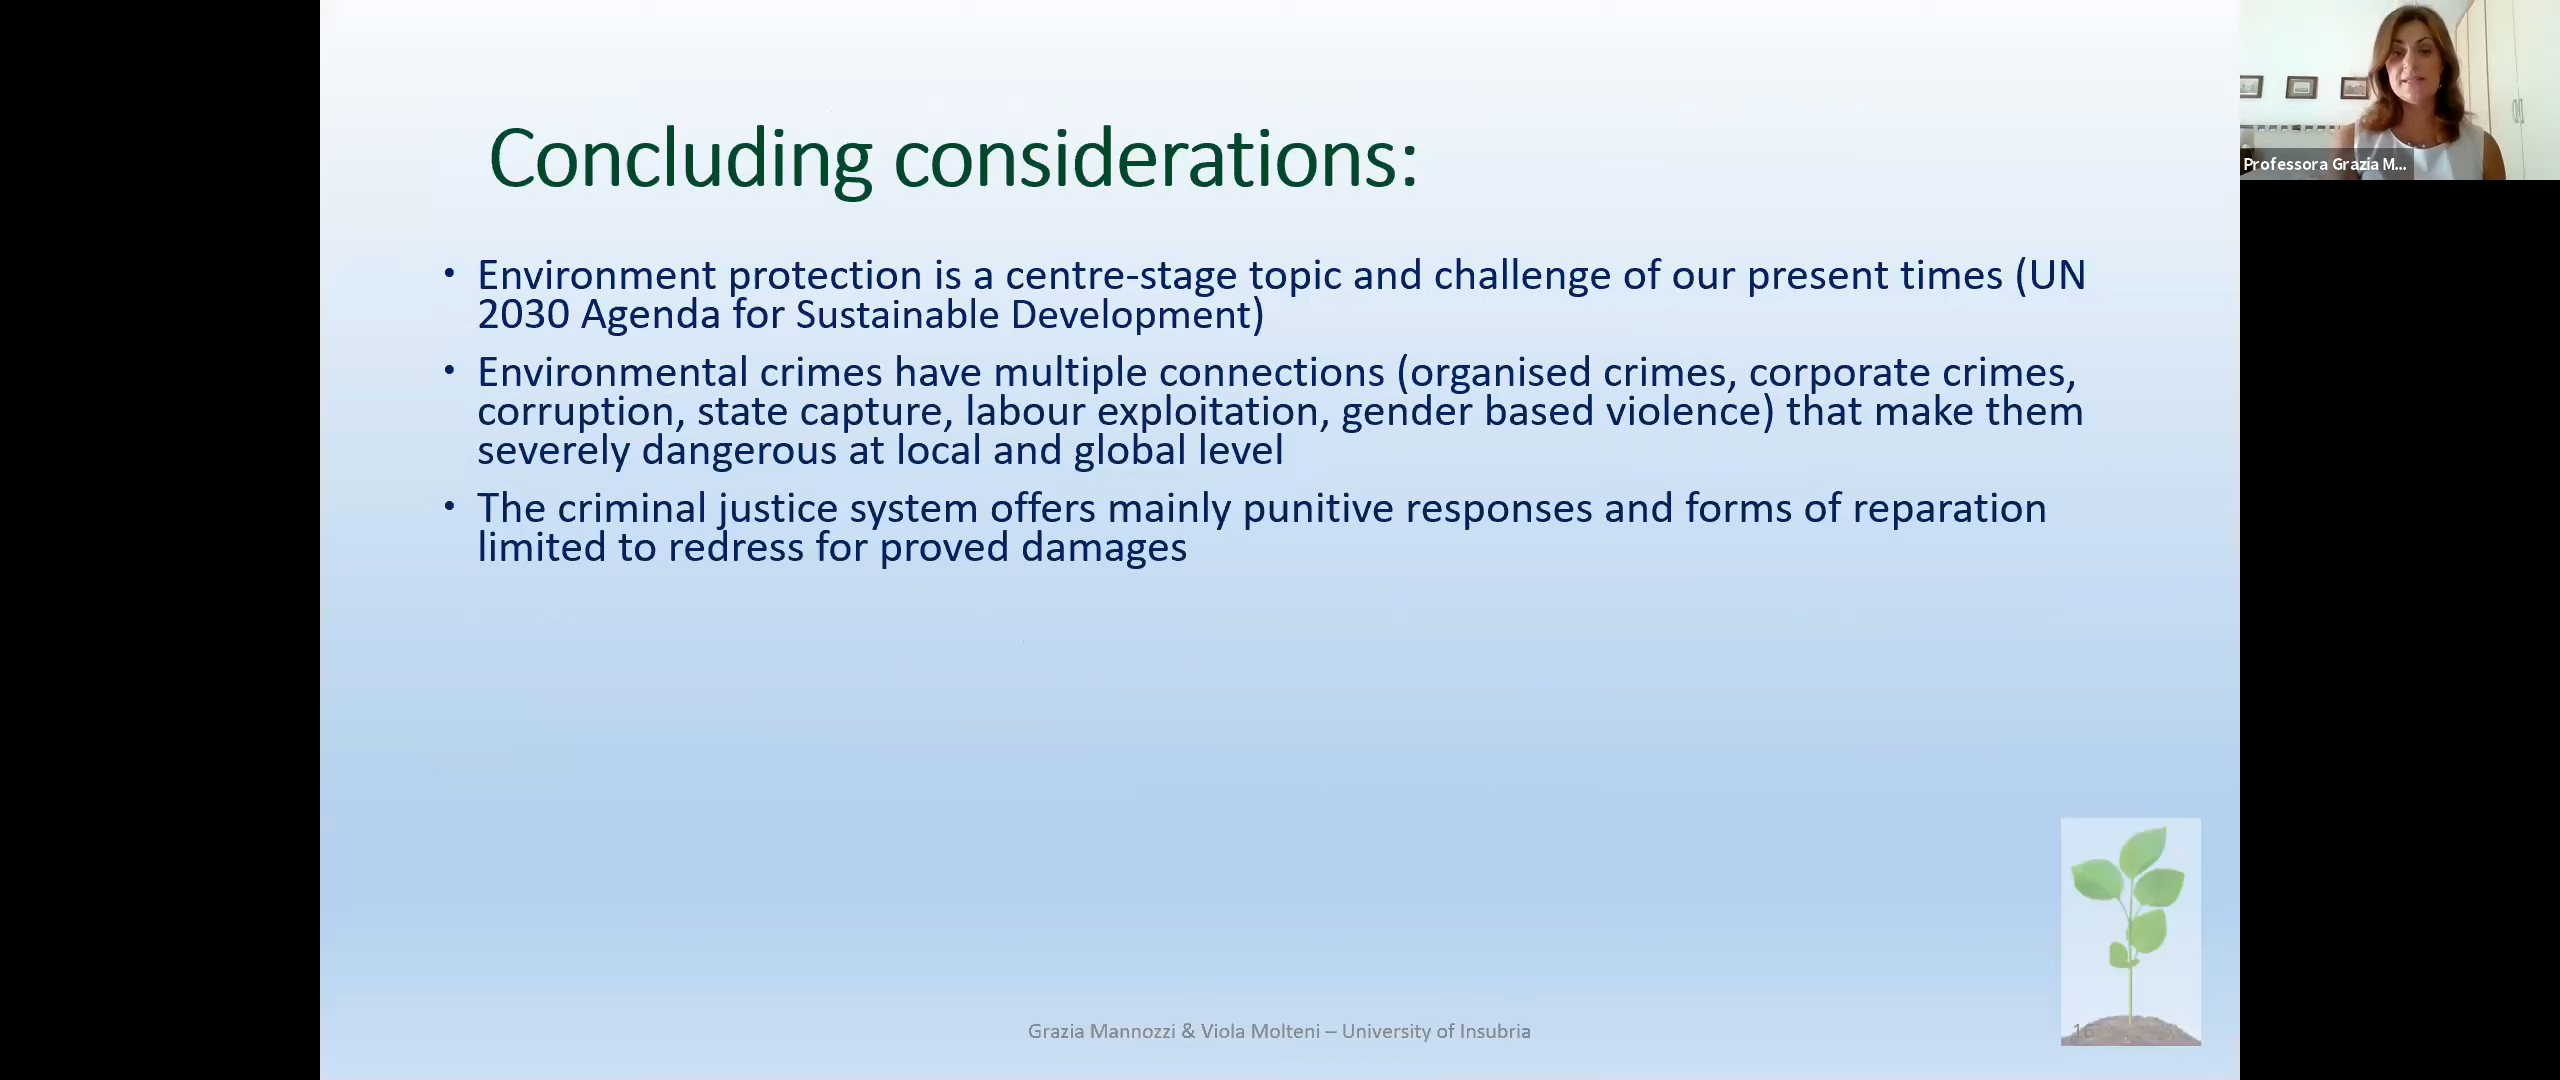 Concluding considerations:
• Environment protection is a centre-stage topic and challenge of our present times (UN
2030 Agenda for Sustainable Development)
• Environmental crimes have multiple connections (organised crimes, corporate crimes,
corruption, state capture, labour exploitation, gender based violence) that make them
severely dangerous at local and global level
• The criminal justice system offers mainly punitive responses and forms of reparation
limited to redress for proved damages
Professora Grazia M...
Grazia Mannozzi & Viola Molteni – University of Insubria
16